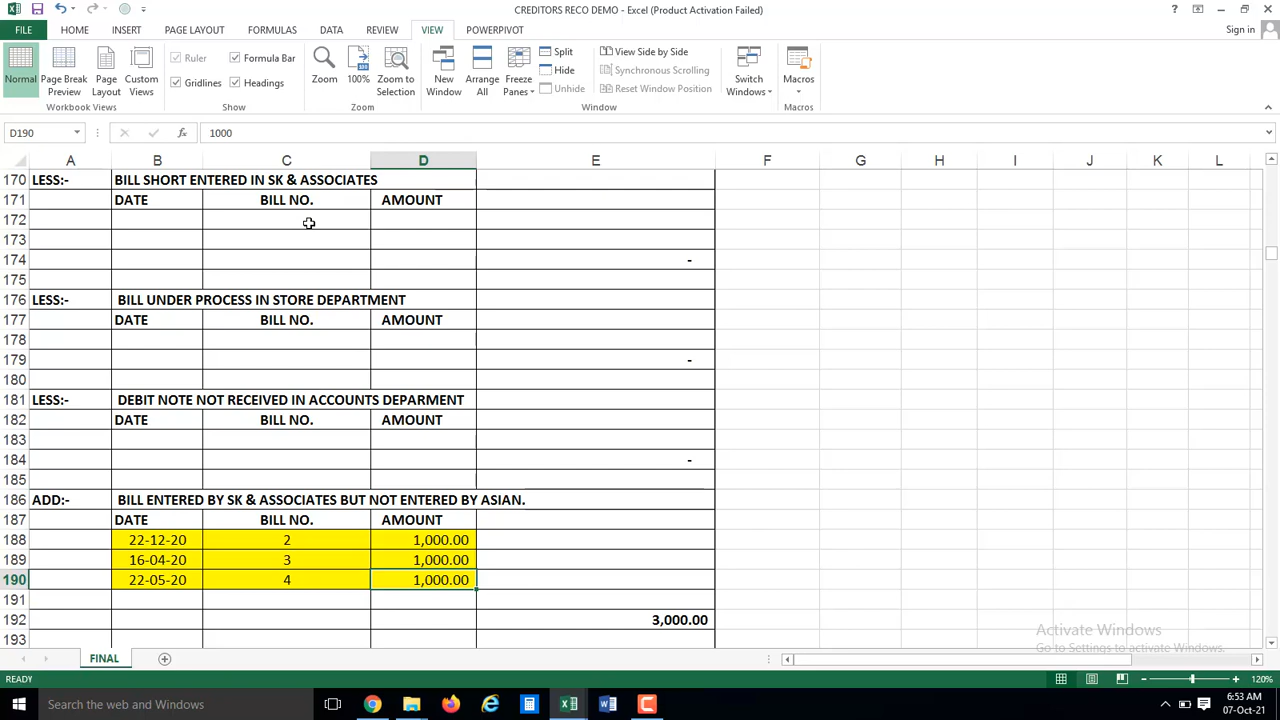 CREDITORS RECO DEMO - Excel (Product Activation Failed)
FILE HOME INSERT PAGE LAYOUT FORMULAS DATA REVIEW VIEW POWERPIVOT Sign in
Normal Page Break Preview Page Layout Custom Views
Ruler Formula Bar
Gridlines Headings
Zoom 100% Zoom to Selection
New Window Arrange All Freeze Panes
Split
Hide
Unhide
View Side by Side
Synchronous Scrolling
Reset Window Position
Switch Windows Macros
Workbook Views Show Zoom Window Macros
D190 fx 1000
A B C D E F G H I J K L
170 LESS:- BILL SHORT ENTERED IN SK & ASSOCIATES
171 DATE BILL NO. AMOUNT
172
173
174 -
175
176 LESS:- BILL UNDER PROCESS IN STORE DEPARTMENT
177 DATE BILL NO. AMOUNT
178
179 -
180
181 LESS:- DEBIT NOTE NOT RECEIVED IN ACCOUNTS DEPARMENT
182 DATE BILL NO. AMOUNT
183
184 -
185
186 ADD:- BILL ENTERED BY SK & ASSOCIATES BUT NOT ENTERED BY ASIAN.
187 DATE BILL NO. AMOUNT
188 22-12-20 2 1,000.00
189 16-04-20 3 1,000.00
190 22-05-20 4 1,000.00
191
192 3,000.00
193
Activate Windows
Go to Settings to activate Windows.
FINAL
READY 120%
Search the web and Windows
6:53 AM
07-Oct-21